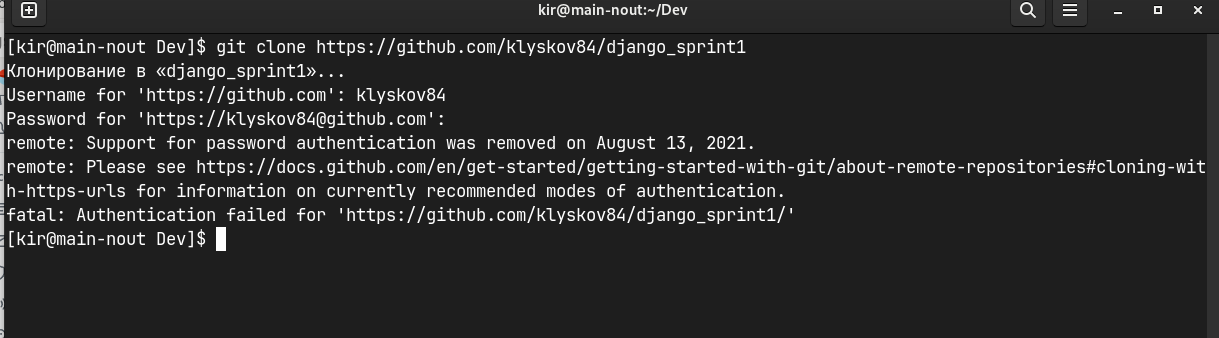 kir@main-nout:~/Dev
[kir@main-nout Dev]$ git clone https://github.com/klyskov84/django_sprint1
Клонирование в «django_sprint1»...
Username for 'https://github.com': klyskov84
Password for 'https://klyskov84@github.com':
remote: Support for password authentication was removed on August 13, 2021.
remote: Please see https://docs.github.com/en/get-started/getting-started-with-git/about-remote-repositories#cloning-wit
h-https-urls for information on currently recommended modes of authentication.
fatal: Authentication failed for 'https://github.com/klyskov84/django_sprint1/'
[kir@main-nout Dev]$